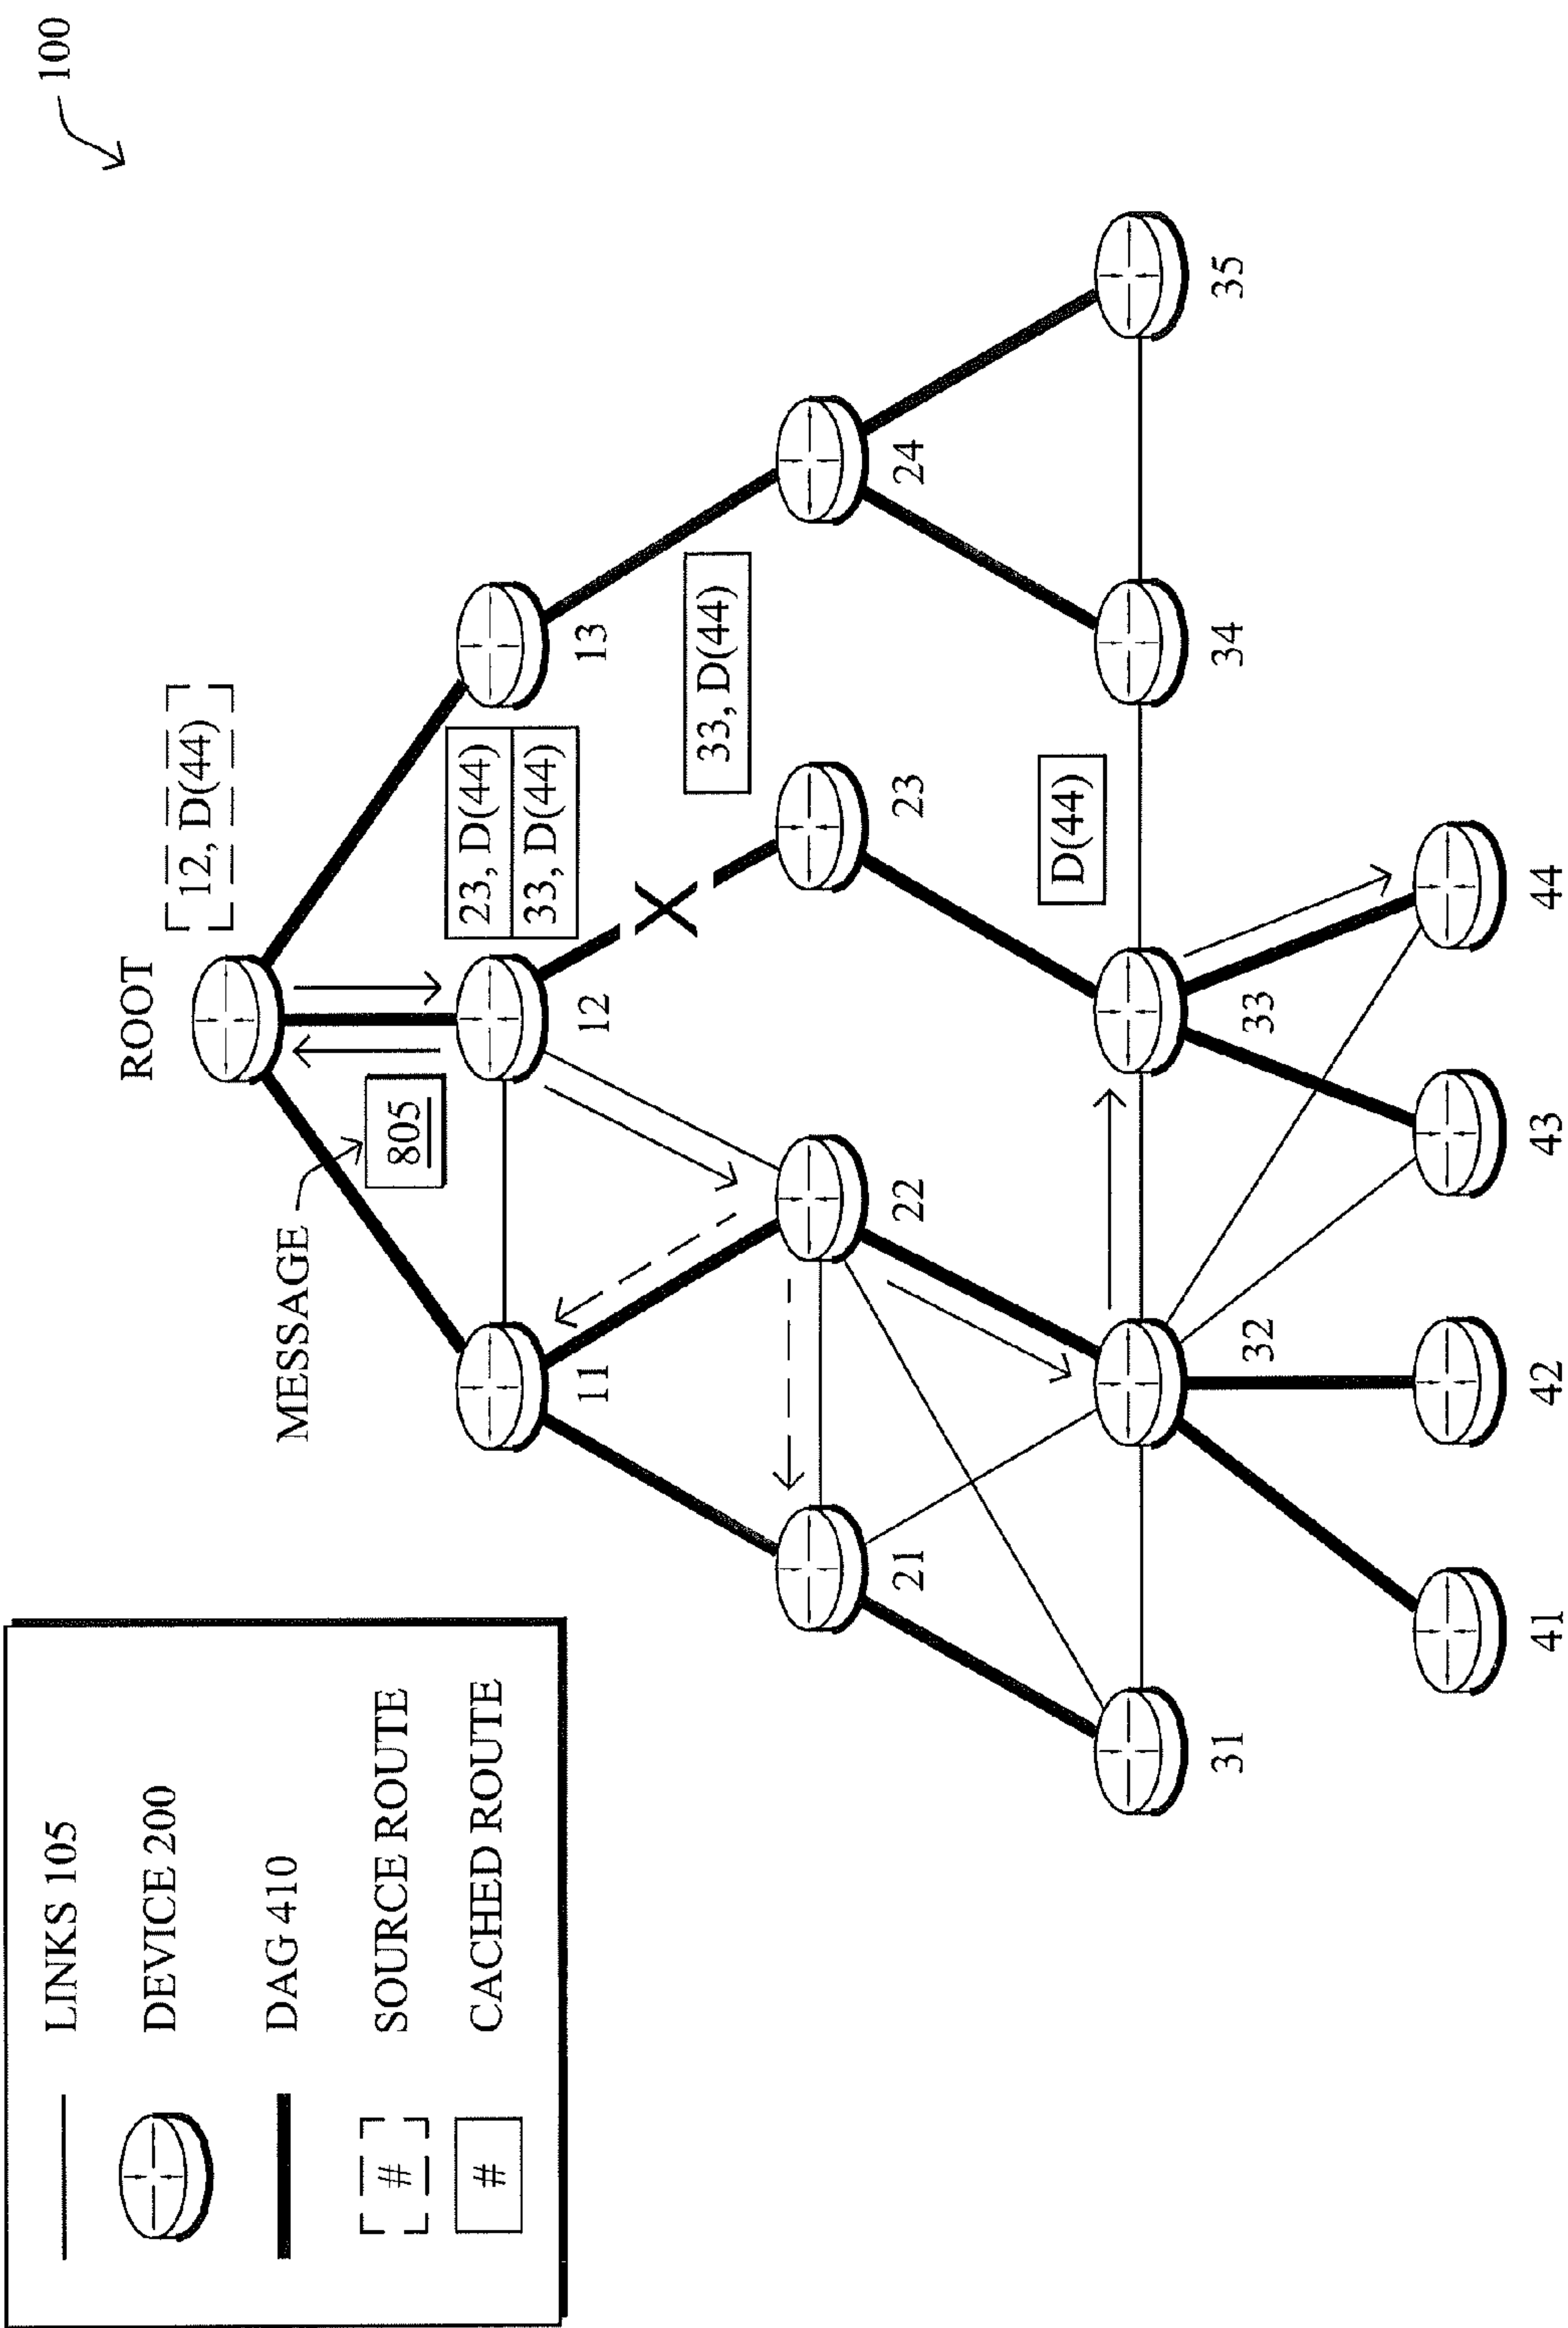 100
LINKS 105
DEVICE 200
DAG 410
# SOURCE ROUTE
# CACHED ROUTE
ROOT
12, D(44)
MESSAGE
805
23, D(44)
33, D(44)
11
12
13
33, D(44)
21
22
23
24
D(44)
31
32
33
34
35
41
42
43
44